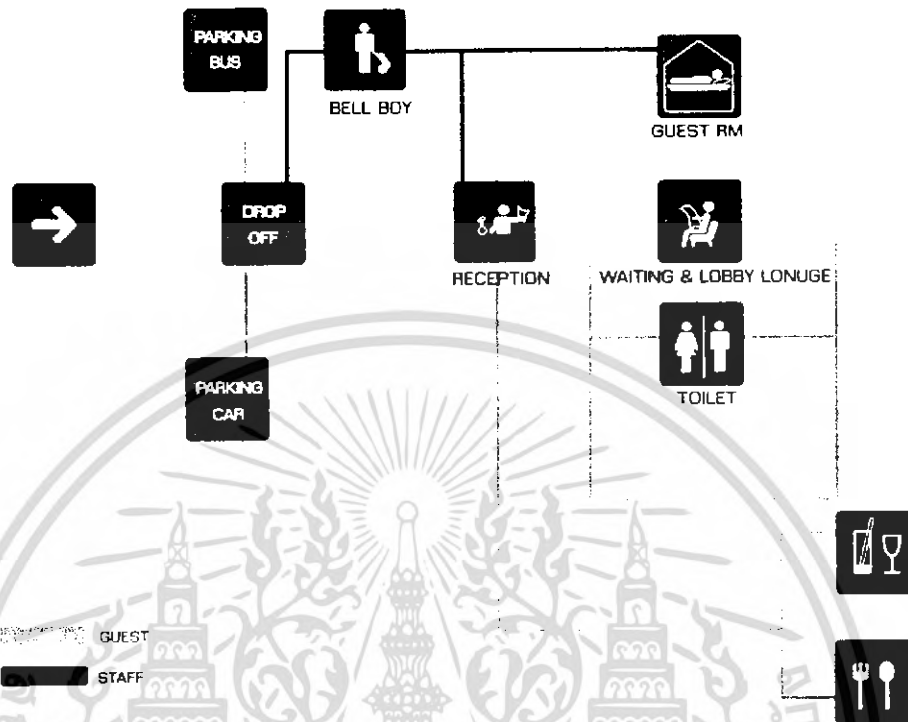 PARKING
BUS
BELL BOY
GUEST RM
DROP
OFF
RECEPTION
WAITING & LOBBY LONUGE
TOILET
PARKING
CAR
GUEST
STAFF